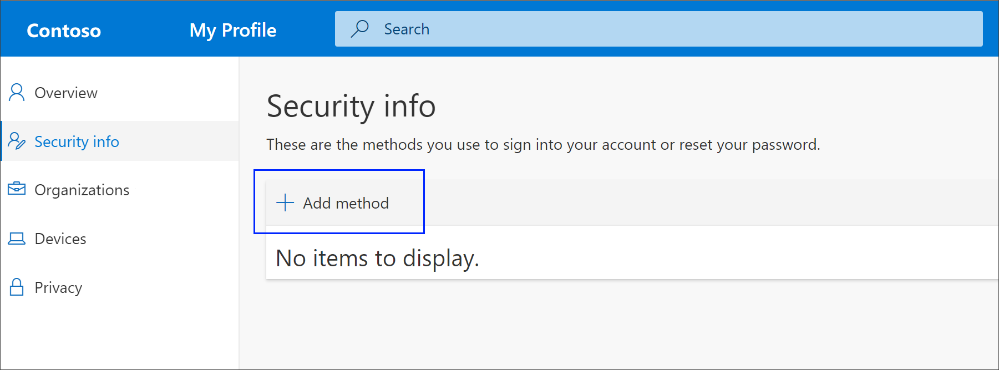 Contoso
My Profile
Search
Overview
Security info
Organizations
Devices
Privacy
Security info
These are the methods you use to sign into your account or reset your password.
Add method
No items to display.